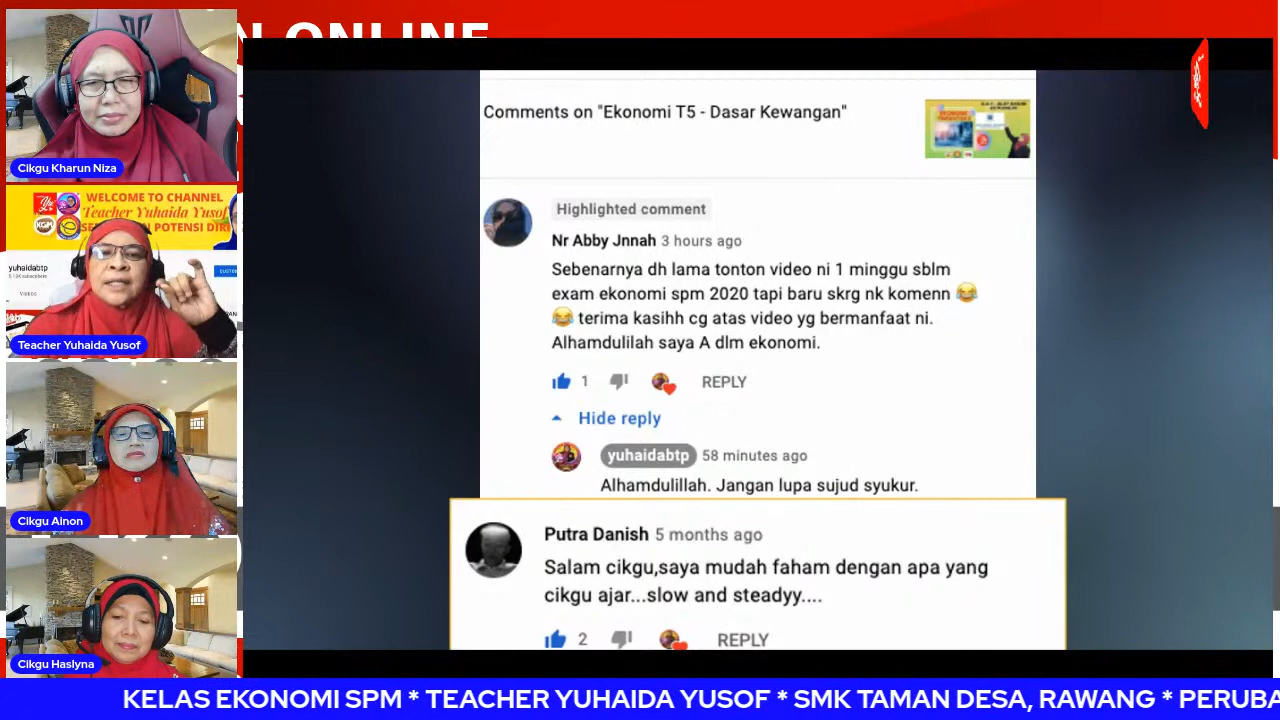 N ONLINE
Cikgu Kharun Niza
WELCOME TO CHANNEL
Teacher Yuhaida Yusof
POTENSI DIRI
yuhaidabtp
VIDEOS
Teacher Yuhaida Yusof
Cikgu Ainon
Cikgu Haslyna
Comments on "Ekonomi T5 - Dasar Kewangan"
Highlighted comment
Nr Abby Jnnah 3 hours ago
Sebenarnya dh lama tonton video ni 1 minggu sblm
exam ekonomi spm 2020 tapi baru skrg nk komenn 😂
😂 terima kasihh cg atas video yg bermanfaat ni.
Alhamdulilah saya A dlm ekonomi.
1 REPLY
Hide reply
yuhaidabtp 58 minutes ago
Alhamdulillah. Jangan lupa sujud syukur.
Putra Danish 5 months ago
Salam cikgu,saya mudah faham dengan apa yang
cikgu ajar...slow and steadyy....
2 REPLY
KELAS EKONOMI SPM * TEACHER YUHAIDA YUSOF * SMK TAMAN DESA, RAWANG * PERUBA